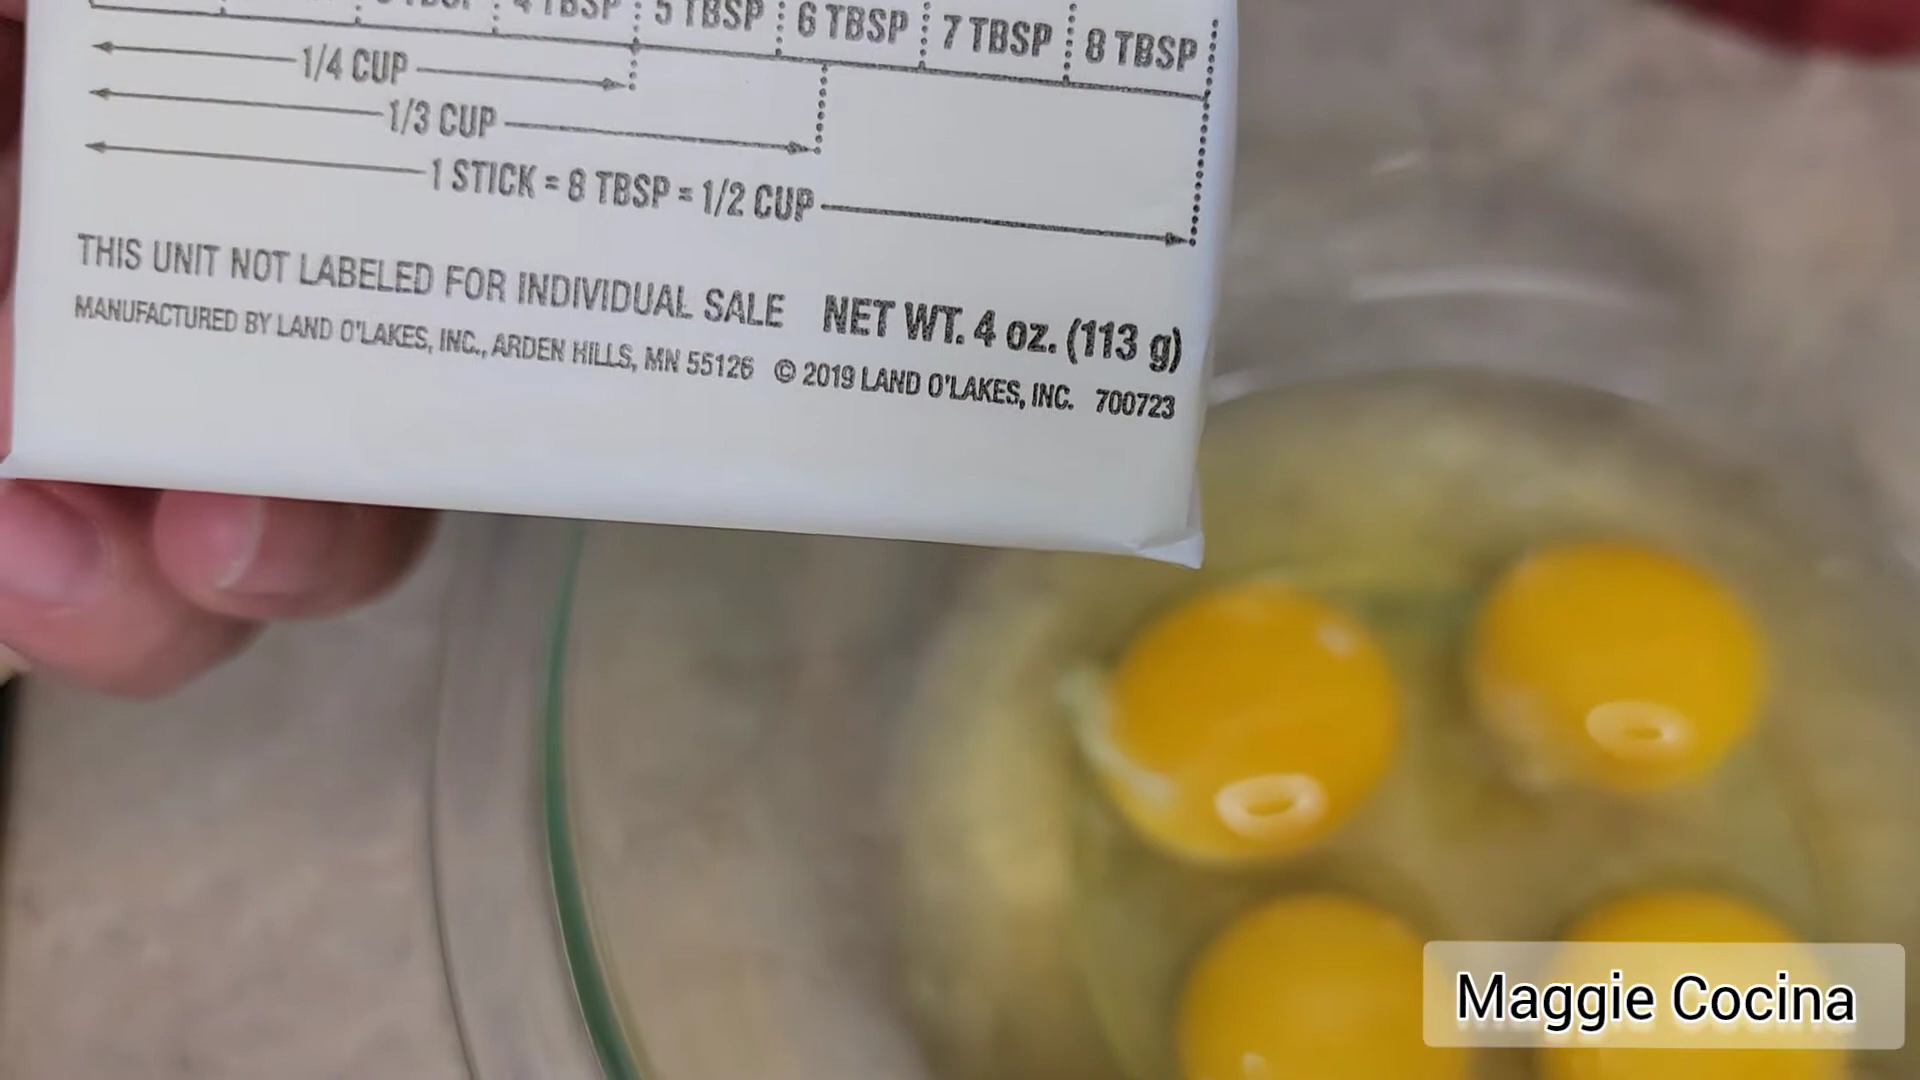 4 TBSP 5 TBSP 6 TBSP 7 TBSP 8 TBSP
1/4 CUP
1/3 CUP
1 STICK = 8 TBSP = 1/2 CUP
THIS UNIT NOT LABELED FOR INDIVIDUAL SALE NET WT. 4 oz. (113 g)
MANUFACTURED BY LAND O'LAKES, INC., ARDEN HILLS, MN 55126 © 2019 LAND O'LAKES, INC. 700723
Maggie Cocina